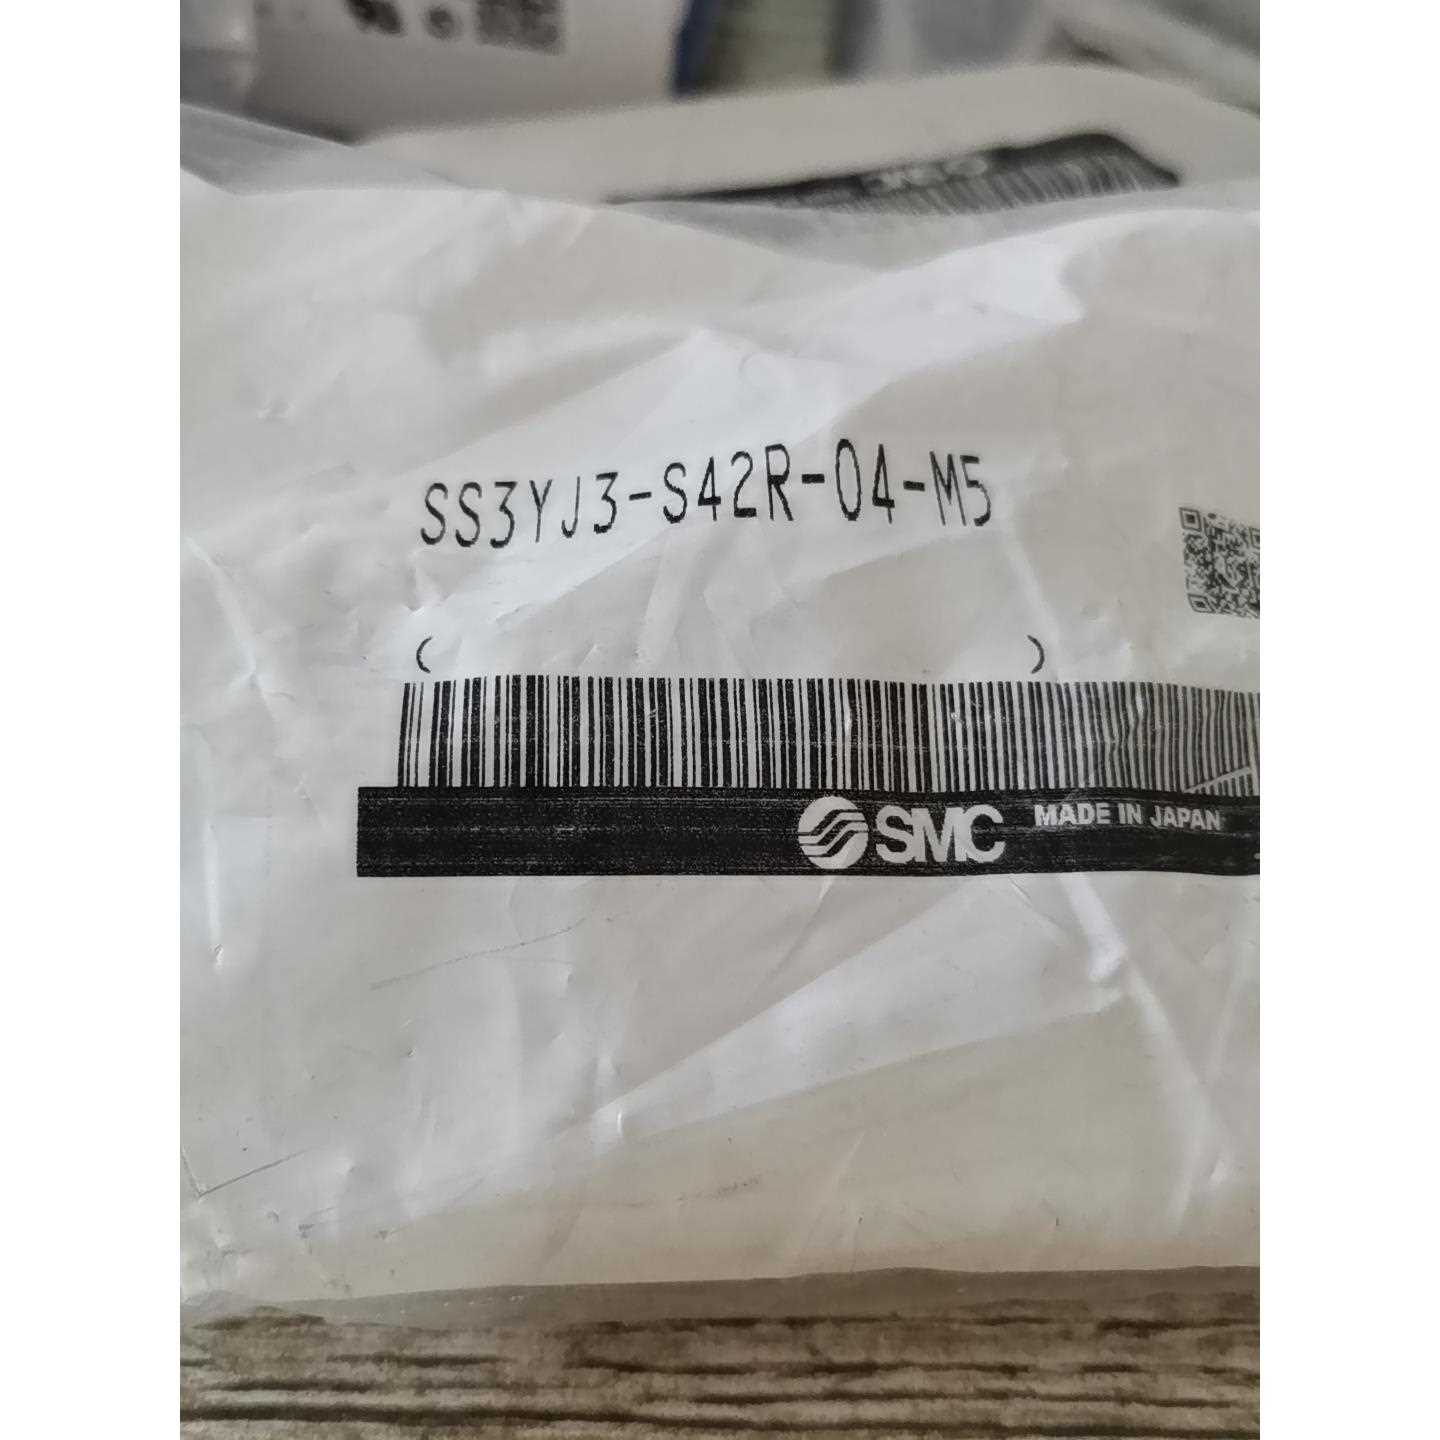 SS3YJ3-S42R-04-M5
( )
SMC MADE IN JAPAN